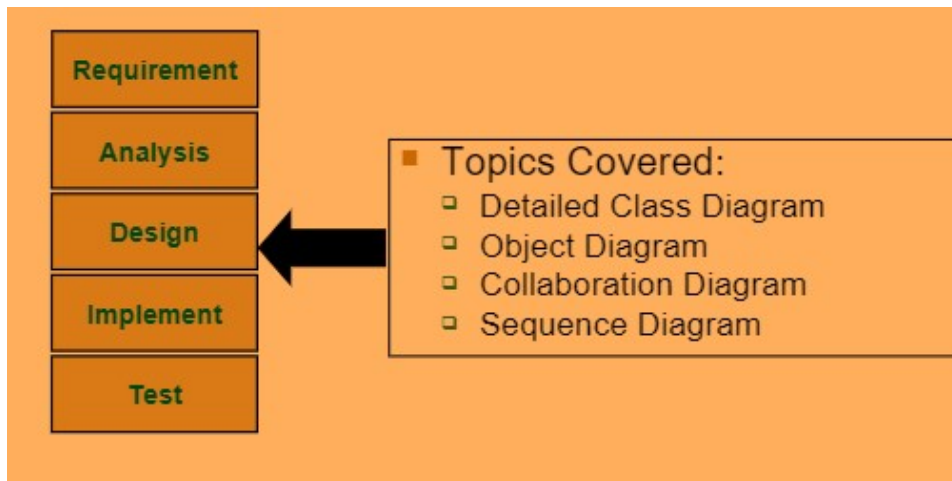 Requirement
Analysis
Design
Implement
Test
Topics Covered:
Detailed Class Diagram
Object Diagram
Collaboration Diagram
Sequence Diagram